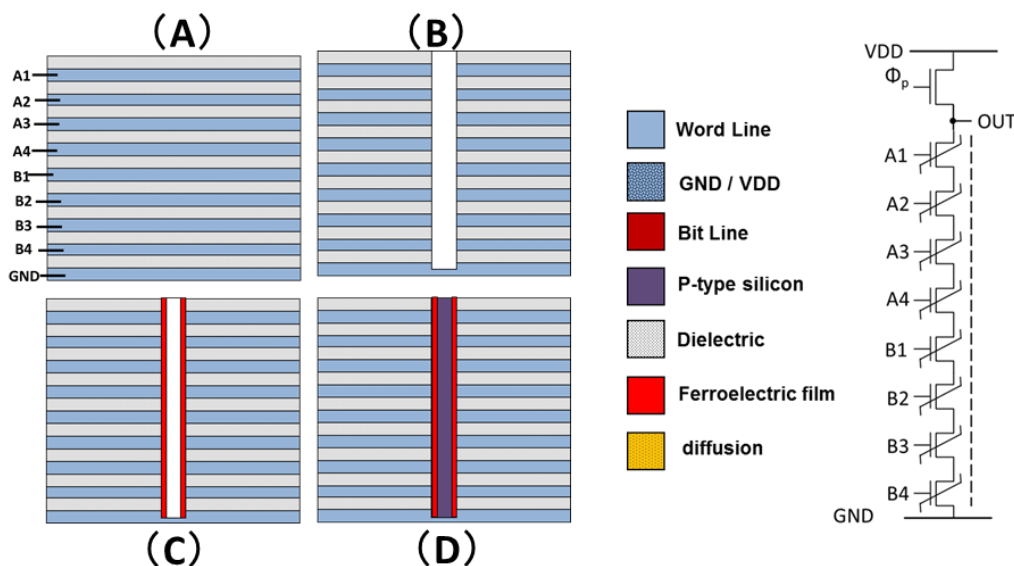 (A)
(B)
A1
A2
A3
A4
B1
B2
B3
B4
GND
(C)
(D)
Word Line
GND / VDD
Bit Line
P-type silicon
Dielectric
Ferroelectric film
diffusion
VDD
Φp
OUT
A1
A2
A3
A4
B1
B2
B3
B4
GND